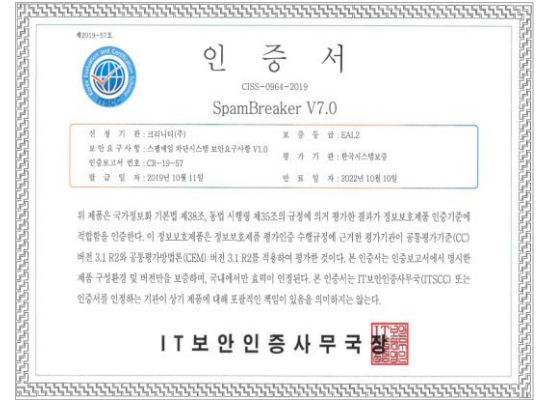 제2019-57호
인 증 서
CISS-0964-2019
SpamBreaker V7.0
신 청 기 관 : 크리니티(주)
보 증 등 급 : EAL2
보안요구사항 : 스팸메일 차단시스템 보안요구사항 V1.0
평 가 기 관 : 한국시스템보증
인증보고서 번호 : CR-19-57
발 급 일 자 : 2019년 10월 11일
만 료 일 자 : 2022년 10월 10일
위 제품은 국가정보화 기본법 제38조, 동법 시행령 제35조의 규정에 의거 평가한 결과가 정보보호제품 인증기준에
적합함을 인증한다. 이 정보보호제품은 정보보호제품 평가인증 수행규정에 근거한 평가기관이 공통평가기준(CC)
버전 3.1 R2와 공통평가방법론(CEM) 버전 3.1 R2를 적용하여 평가한 것이다. 본 인증서는 인증보고서에서 명시한
제품 구성환경 및 버전만을 보증하며, 국내에서만 효력이 인정된다. 본 인증서는 IT보안인증사무국(ITSCC) 또는
인증서를 인정하는 기관이 상기 제품에 대해 포괄적인 책임이 있음을 의미하지는 않는다.
IT보안인증사무국장
ITSCC